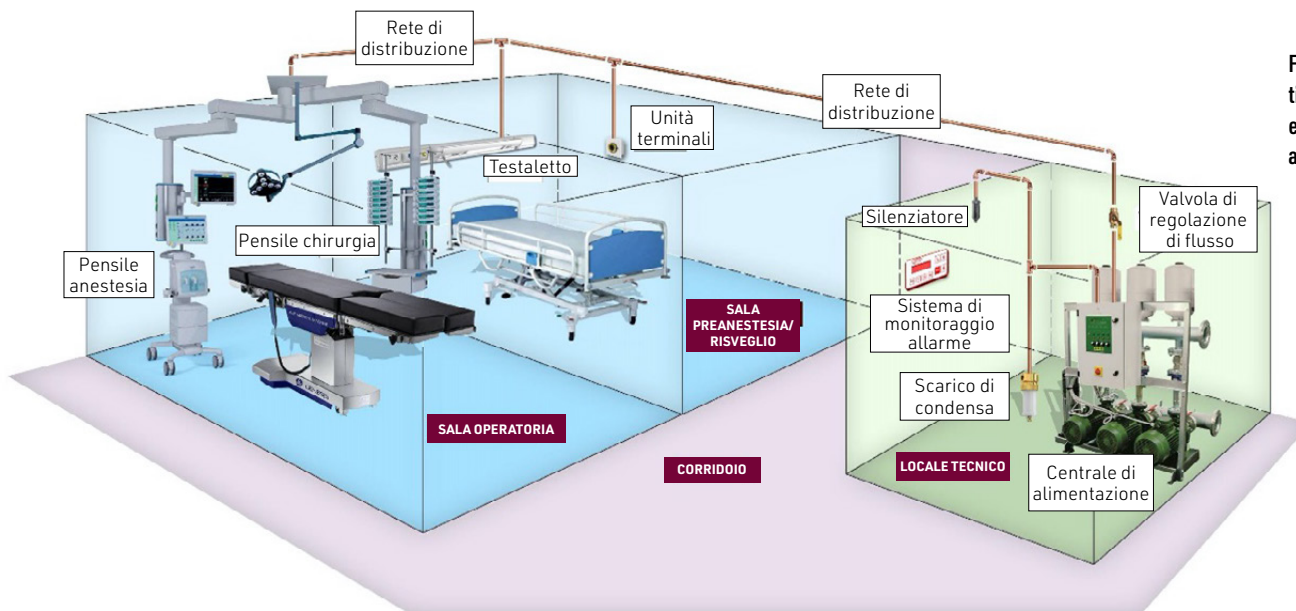 Rete di
distribuzione
Rete di
distribuzione
Unità
terminali
Testaletto
Pensile chirurgia
Pensile
anestesia
Silenziatore
Valvola di
regolazione
di flusso
Sistema di
monitoraggio
allarme
Scarico di
condensa
Centrale di
alimentazione
SALA
PREANESTESIA/
RISVEGLIO
SALA OPERATORIA
CORRIDOIO
LOCALE TECNICO
F
ti
e
a